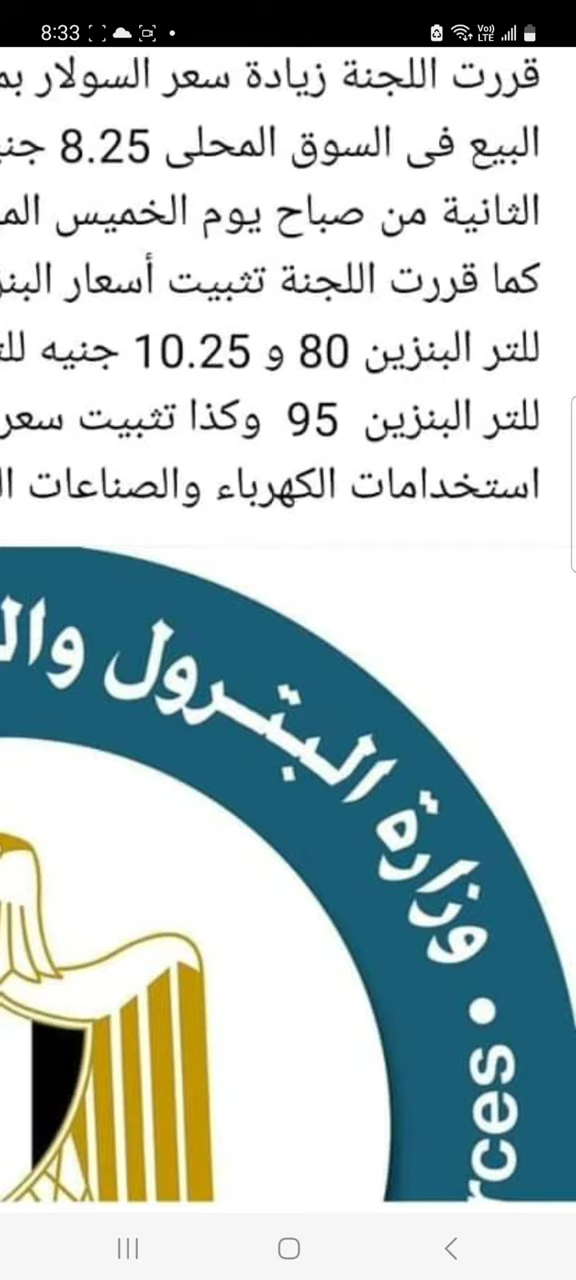 8:33
Vo)) LTE
قررت اللجنة زيادة سعر السولار
البيع فى السوق المحلى 8.25
الثانية من صباح يوم الخميس
كما قررت اللجنة تثبيت أسعار
للتر البنزين 80 و 10.25 جنيه
للتر البنزين 95 وكذا تثبيت سعر
استخدامات الكهرباء والصناعات
وزارة البترول
rces